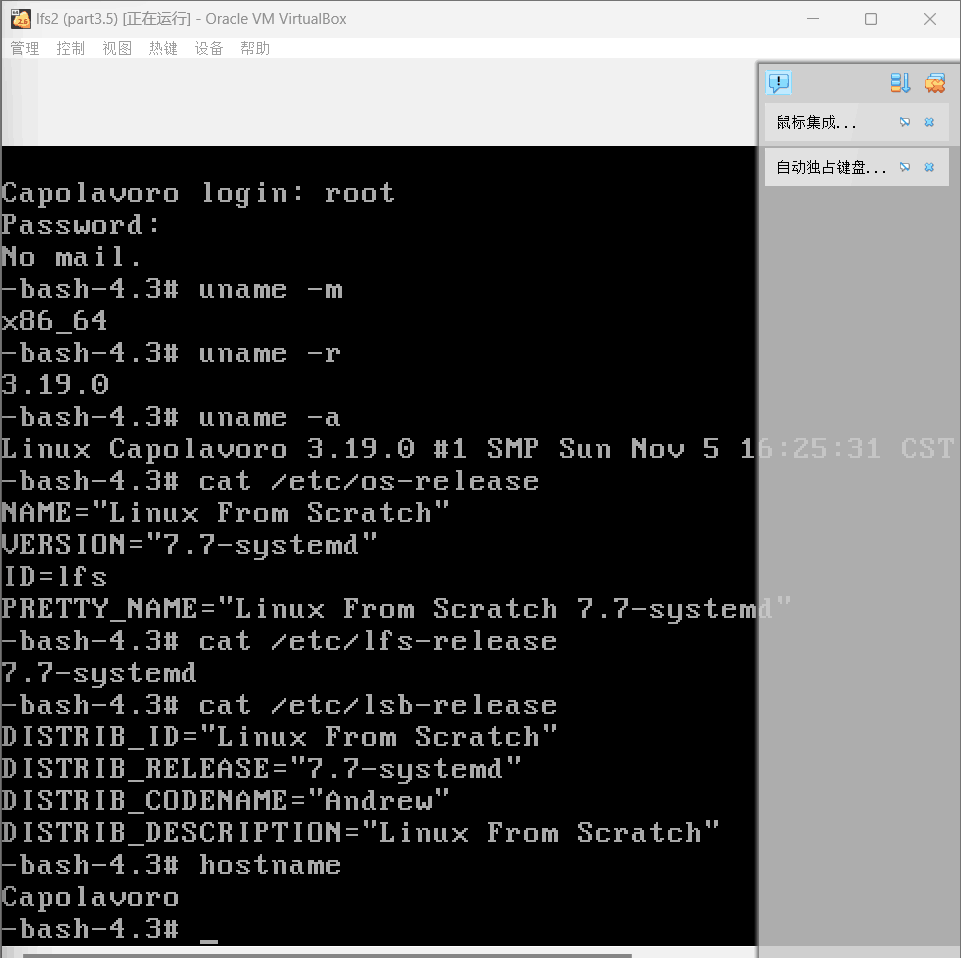 lfs2 (part3.5) [正在运行] - Oracle VM VirtualBox
管理 控制 视图 热键 设备 帮助
鼠标集成...
自动独占键盘...
Capolavoro login: root
Password:
No mail.
-bash-4.3# uname -m
x86_64
-bash-4.3# uname -r
3.19.0
-bash-4.3# uname -a
Linux Capolavoro 3.19.0 #1 SMP Sun Nov 5 16:25:31 CST
-bash-4.3# cat /etc/os-release
NAME="Linux From Scratch"
VERSION="7.7-systemd"
ID=lfs
PRETTY_NAME="Linux From Scratch 7.7-systemd"
-bash-4.3# cat /etc/lfs-release
7.7-systemd
-bash-4.3# cat /etc/lsb-release
DISTRIB_ID="Linux From Scratch"
DISTRIB_RELEASE="7.7-systemd"
DISTRIB_CODENAME="Andrew"
DISTRIB_DESCRIPTION="Linux From Scratch"
-bash-4.3# hostname
Capolavoro
-bash-4.3# _